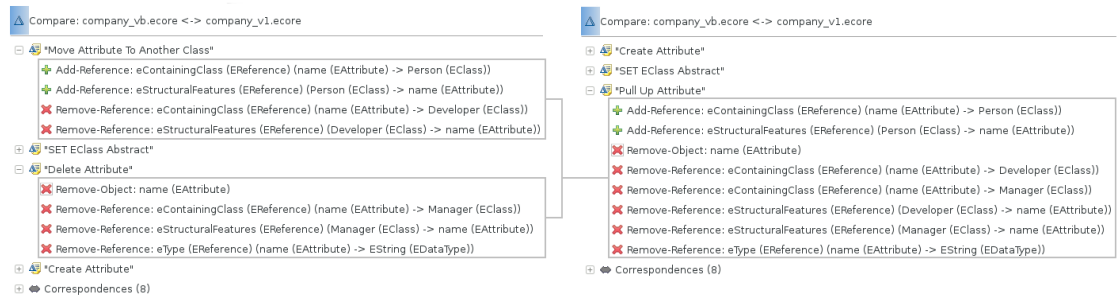 Compare: company_vb.ecore <-> company_v1.ecore
"Move Attribute To Another Class"
Add-Reference: eContainingClass (EReference) (name (EAttribute) -> Person (EClass))
Add-Reference: eStructuralFeatures (EReference) (Person (EClass) -> name (EAttribute))
Remove-Reference: eContainingClass (EReference) (name (EAttribute) -> Developer (EClass))
Remove-Reference: eStructuralFeatures (EReference) (Developer (EClass) -> name (EAttribute))
"SET EClass Abstract"
"Delete Attribute"
Remove-Object: name (EAttribute)
Remove-Reference: eContainingClass (EReference) (name (EAttribute) -> Manager (EClass))
Remove-Reference: eStructuralFeatures (EReference) (Manager (EClass) -> name (EAttribute))
Remove-Reference: eType (EReference) (name (EAttribute) -> EString (EDataType))
"Create Attribute"
Correspondences (8)
Compare: company_vb.ecore <-> company_v1.ecore
"Create Attribute"
"SET EClass Abstract"
"Pull Up Attribute"
Add-Reference: eContainingClass (EReference) (name (EAttribute) -> Person (EClass))
Add-Reference: eStructuralFeatures (EReference) (Person (EClass) -> name (EAttribute))
Remove-Object: name (EAttribute)
Remove-Reference: eContainingClass (EReference) (name (EAttribute) -> Developer (EClass))
Remove-Reference: eContainingClass (EReference) (name (EAttribute) -> Manager (EClass))
Remove-Reference: eStructuralFeatures (EReference) (Developer (EClass) -> name (EAttribute))
Remove-Reference: eStructuralFeatures (EReference) (Manager (EClass) -> name (EAttribute))
Remove-Reference: eType (EReference) (name (EAttribute) -> EString (EDataType))
Correspondences (8)